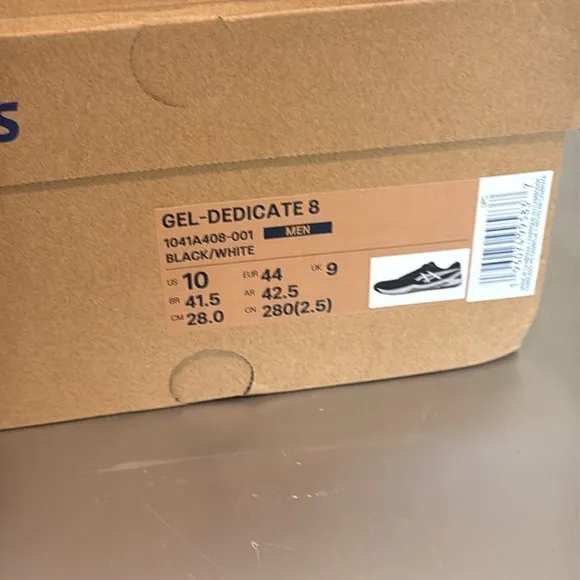 s
GEL-DEDICATE 8
1041A408-001 MEN
BLACK/WHITE
US 10 EUR 44 UK 9
BR 41.5 AR 42.5
CM 28.0 CN 280(2.5)
UPC